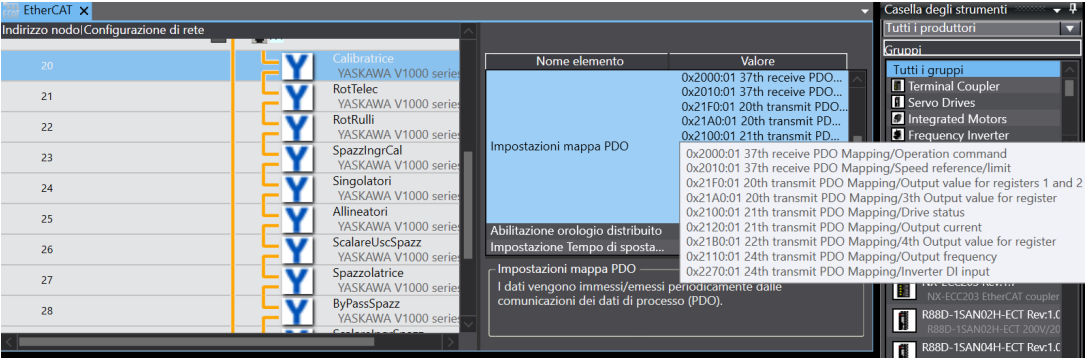 EtherCAT
Indirizzo nodo|Configurazione di rete
20
Calibratrice
YASKAWA V1000 series
21
RotTelec
YASKAWA V1000 series
22
RotRulli
YASKAWA V1000 series
23
SpazzIngrCal
YASKAWA V1000 series
24
Singolatori
YASKAWA V1000 series
25
Allineatori
YASKAWA V1000 series
26
ScalareUscSpazz
YASKAWA V1000 series
27
Spazzolatrice
YASKAWA V1000 series
28
ByPassSpazz
YASKAWA V1000 series
Nome elemento
Valore
Impostazioni mappa PDO
0x2000:01 37th receive PDO...
0x2010:01 37th receive PDO...
0x21F0:01 20th transmit PDO...
0x21A0:01 20th transmit PDO...
0x2100:01 21th transmit PD...
Abilitazione orologio distribuito
Impostazione Tempo di sposta...
Impostazioni mappa PDO
I dati vengono immessi/emessi periodicamente dalle
comunicazioni dei dati di processo (PDO).
0x2000:01 37th receive PDO Mapping/Operation command
0x2010:01 37th receive PDO Mapping/Speed reference/limit
0x21F0:01 20th transmit PDO Mapping/Output value for registers 1 and 2
0x21A0:01 20th transmit PDO Mapping/3th Output value for register
0x2100:01 21th transmit PDO Mapping/Drive status
0x2120:01 21th transmit PDO Mapping/Output current
0x21B0:01 22th transmit PDO Mapping/4th Output value for register
0x2110:01 24th transmit PDO Mapping/Output frequency
0x2270:01 24th transmit PDO Mapping/Inverter DI input
Casella degli strumenti
Tutti i produttori
Gruppi
Tutti i gruppi
Terminal Coupler
Servo Drives
Integrated Motors
Frequency Inverter
NX-ECC203 Rev:1.7
NX-ECC203 EtherCAT coupler
R88D-1SAN02H-ECT Rev:1.0
R88D-1SAN02H-ECT 200V/20
R88D-1SAN04H-ECT Rev:1.0